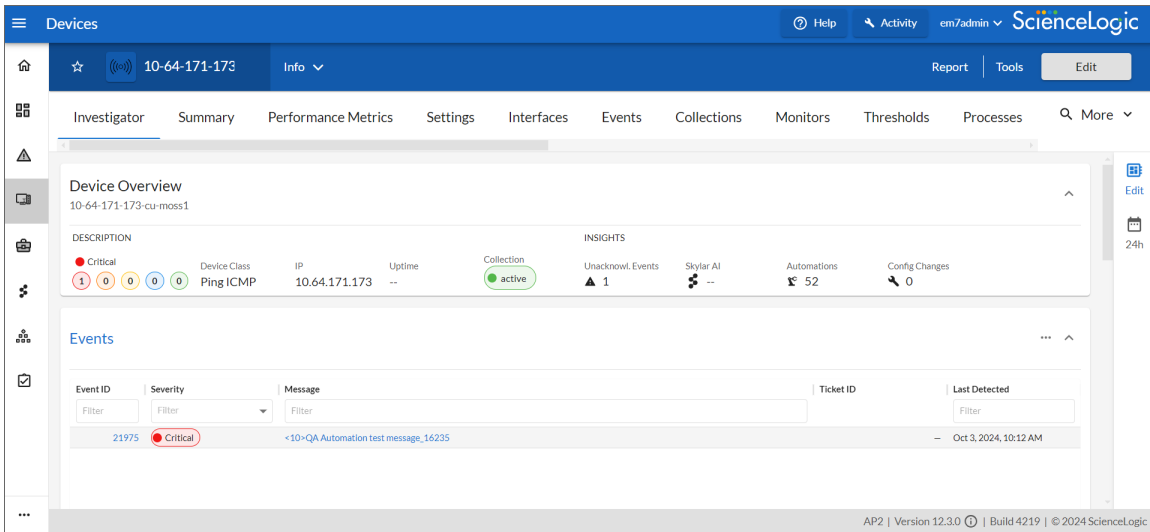 Devices
Help
Activity
em7admin
ScienceLogic
10-64-171-173
Info
Report
Tools
Edit
Investigator
Summary
Performance Metrics
Settings
Interfaces
Events
Collections
Monitors
Thresholds
Processes
More
Device Overview
10-64-171-173-cu-moss1
Edit
24h
DESCRIPTION
INSIGHTS
Critical
1 0 0 0 0
Device Class
Ping ICMP
IP
10.64.171.173
Uptime
--
Collection
active
Unacknowl. Events
1
Skylar AI
--
Automations
52
Config Changes
0
Events
Event ID
Severity
Message
Ticket ID
Last Detected
Filter
Filter
Filter
Filter
21975
Critical
<10>QA Automation test message_16235
—
Oct 3, 2024, 10:12 AM
AP2 | Version 12.3.0 | Build 4219 | © 2024 ScienceLogic